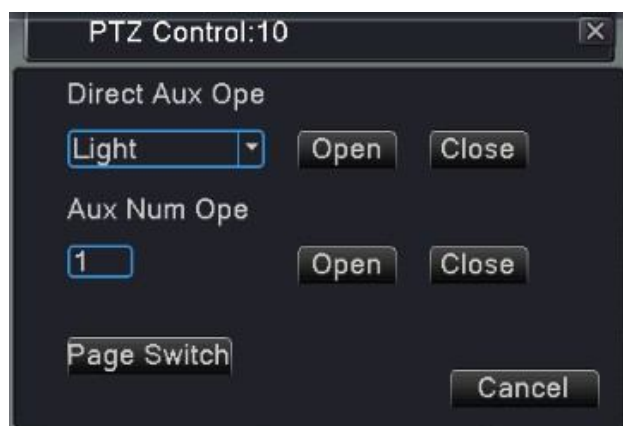 PTZ Control:10
Direct Aux Ope
Light Open Close
Aux Num Ope
1 Open Close
Page Switch
Cancel